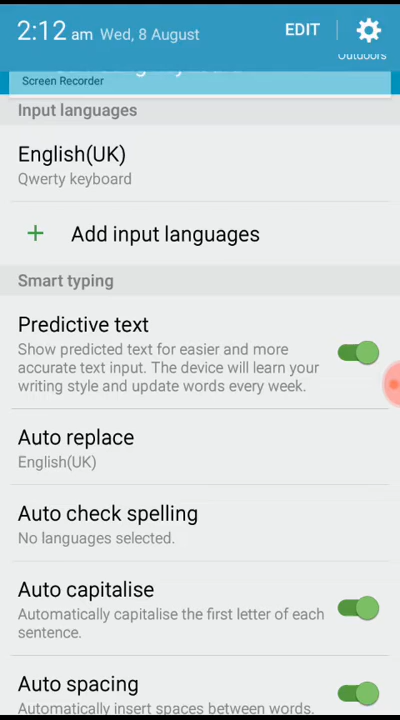 2:12 am Wed, 8 August
EDIT
Outdoors
Screen Recorder
Input languages
English(UK)
Qwerty keyboard
+ Add input languages
Smart typing
Predictive text
Show predicted text for easier and more
accurate text input. The device will learn your
writing style and update words every week.
Auto replace
English(UK)
Auto check spelling
No languages selected.
Auto capitalise
Automatically capitalise the first letter of each
sentence.
Auto spacing
Automatically insert spaces between words.